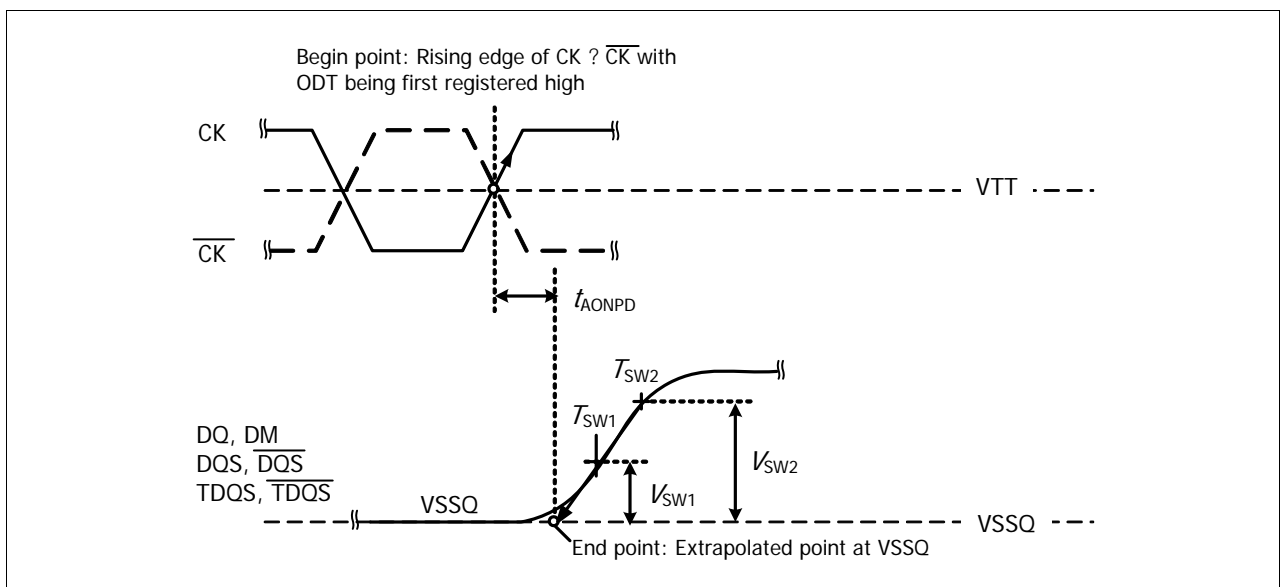 Begin point: Rising edge of CK ? CK with
ODT being first registered high
CK
VTT
CK
tAONPD
TSW2
TSW1
DQ, DM
DQS, DQS
TDQS, TDQS
VSW2
VSW1
VSSQ
VSSQ
End point: Extrapolated point at VSSQ